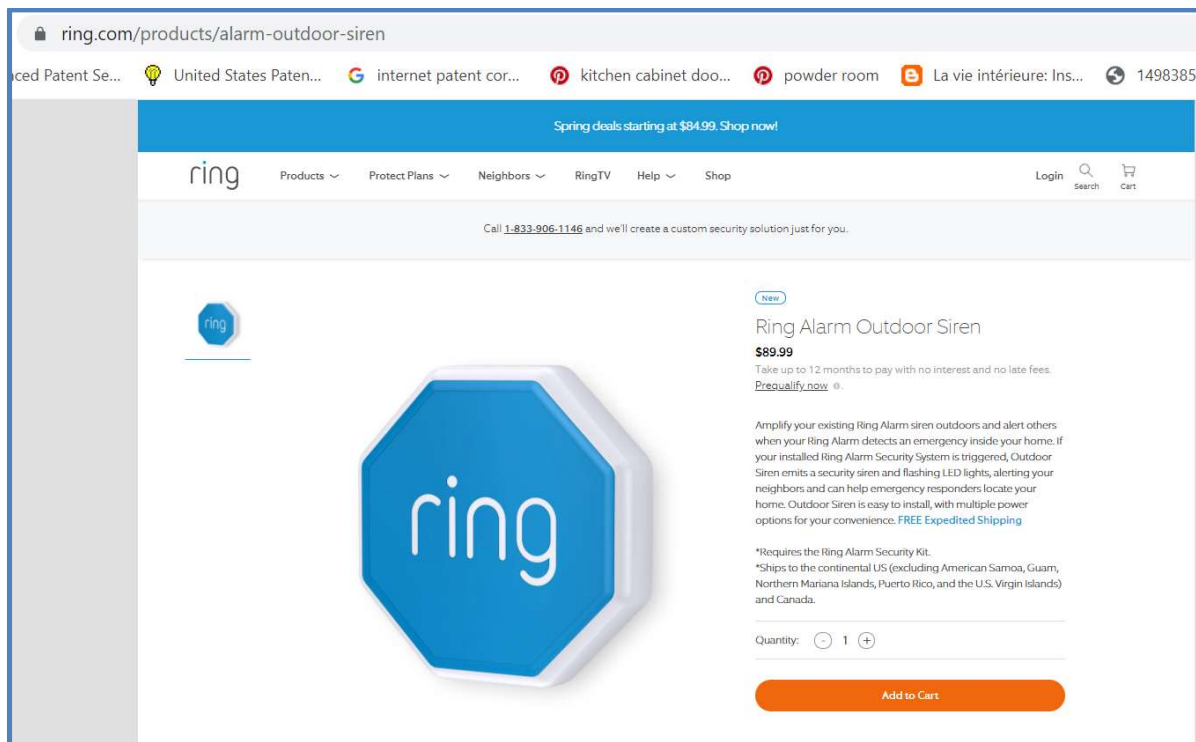 ring.com/products/alarm-outdoor-siren
ced Patent Se... United States Paten... internet patent cor... kitchen cabinet doo... powder room La vie intérieure: Ins... 1498385
Spring deals starting at $84.99. Shop now!
ring Products Protect Plans Neighbors RingTV Help Shop Login Search Cart
Call 1-833-906-1146 and we'll create a custom security solution just for you.
ring
New
Ring Alarm Outdoor Siren
$89.99
Take up to 12 months to pay with no interest and no late fees.
Prequalify now
Amplify your existing Ring Alarm siren outdoors and alert others
when your Ring Alarm detects an emergency inside your home. If
your installed Ring Alarm Security System is triggered, Outdoor
Siren emits a security siren and flashing LED lights, alerting your
neighbors and can help emergency responders locate your
home. Outdoor Siren is easy to install, with multiple power
options for your convenience. FREE Expedited Shipping
*Requires the Ring Alarm Security Kit.
*Ships to the continental US (excluding American Samoa, Guam,
Northern Mariana Islands, Puerto Rico, and the U.S. Virgin Islands)
and Canada.
ring
Quantity: - 1 +
Add to Cart